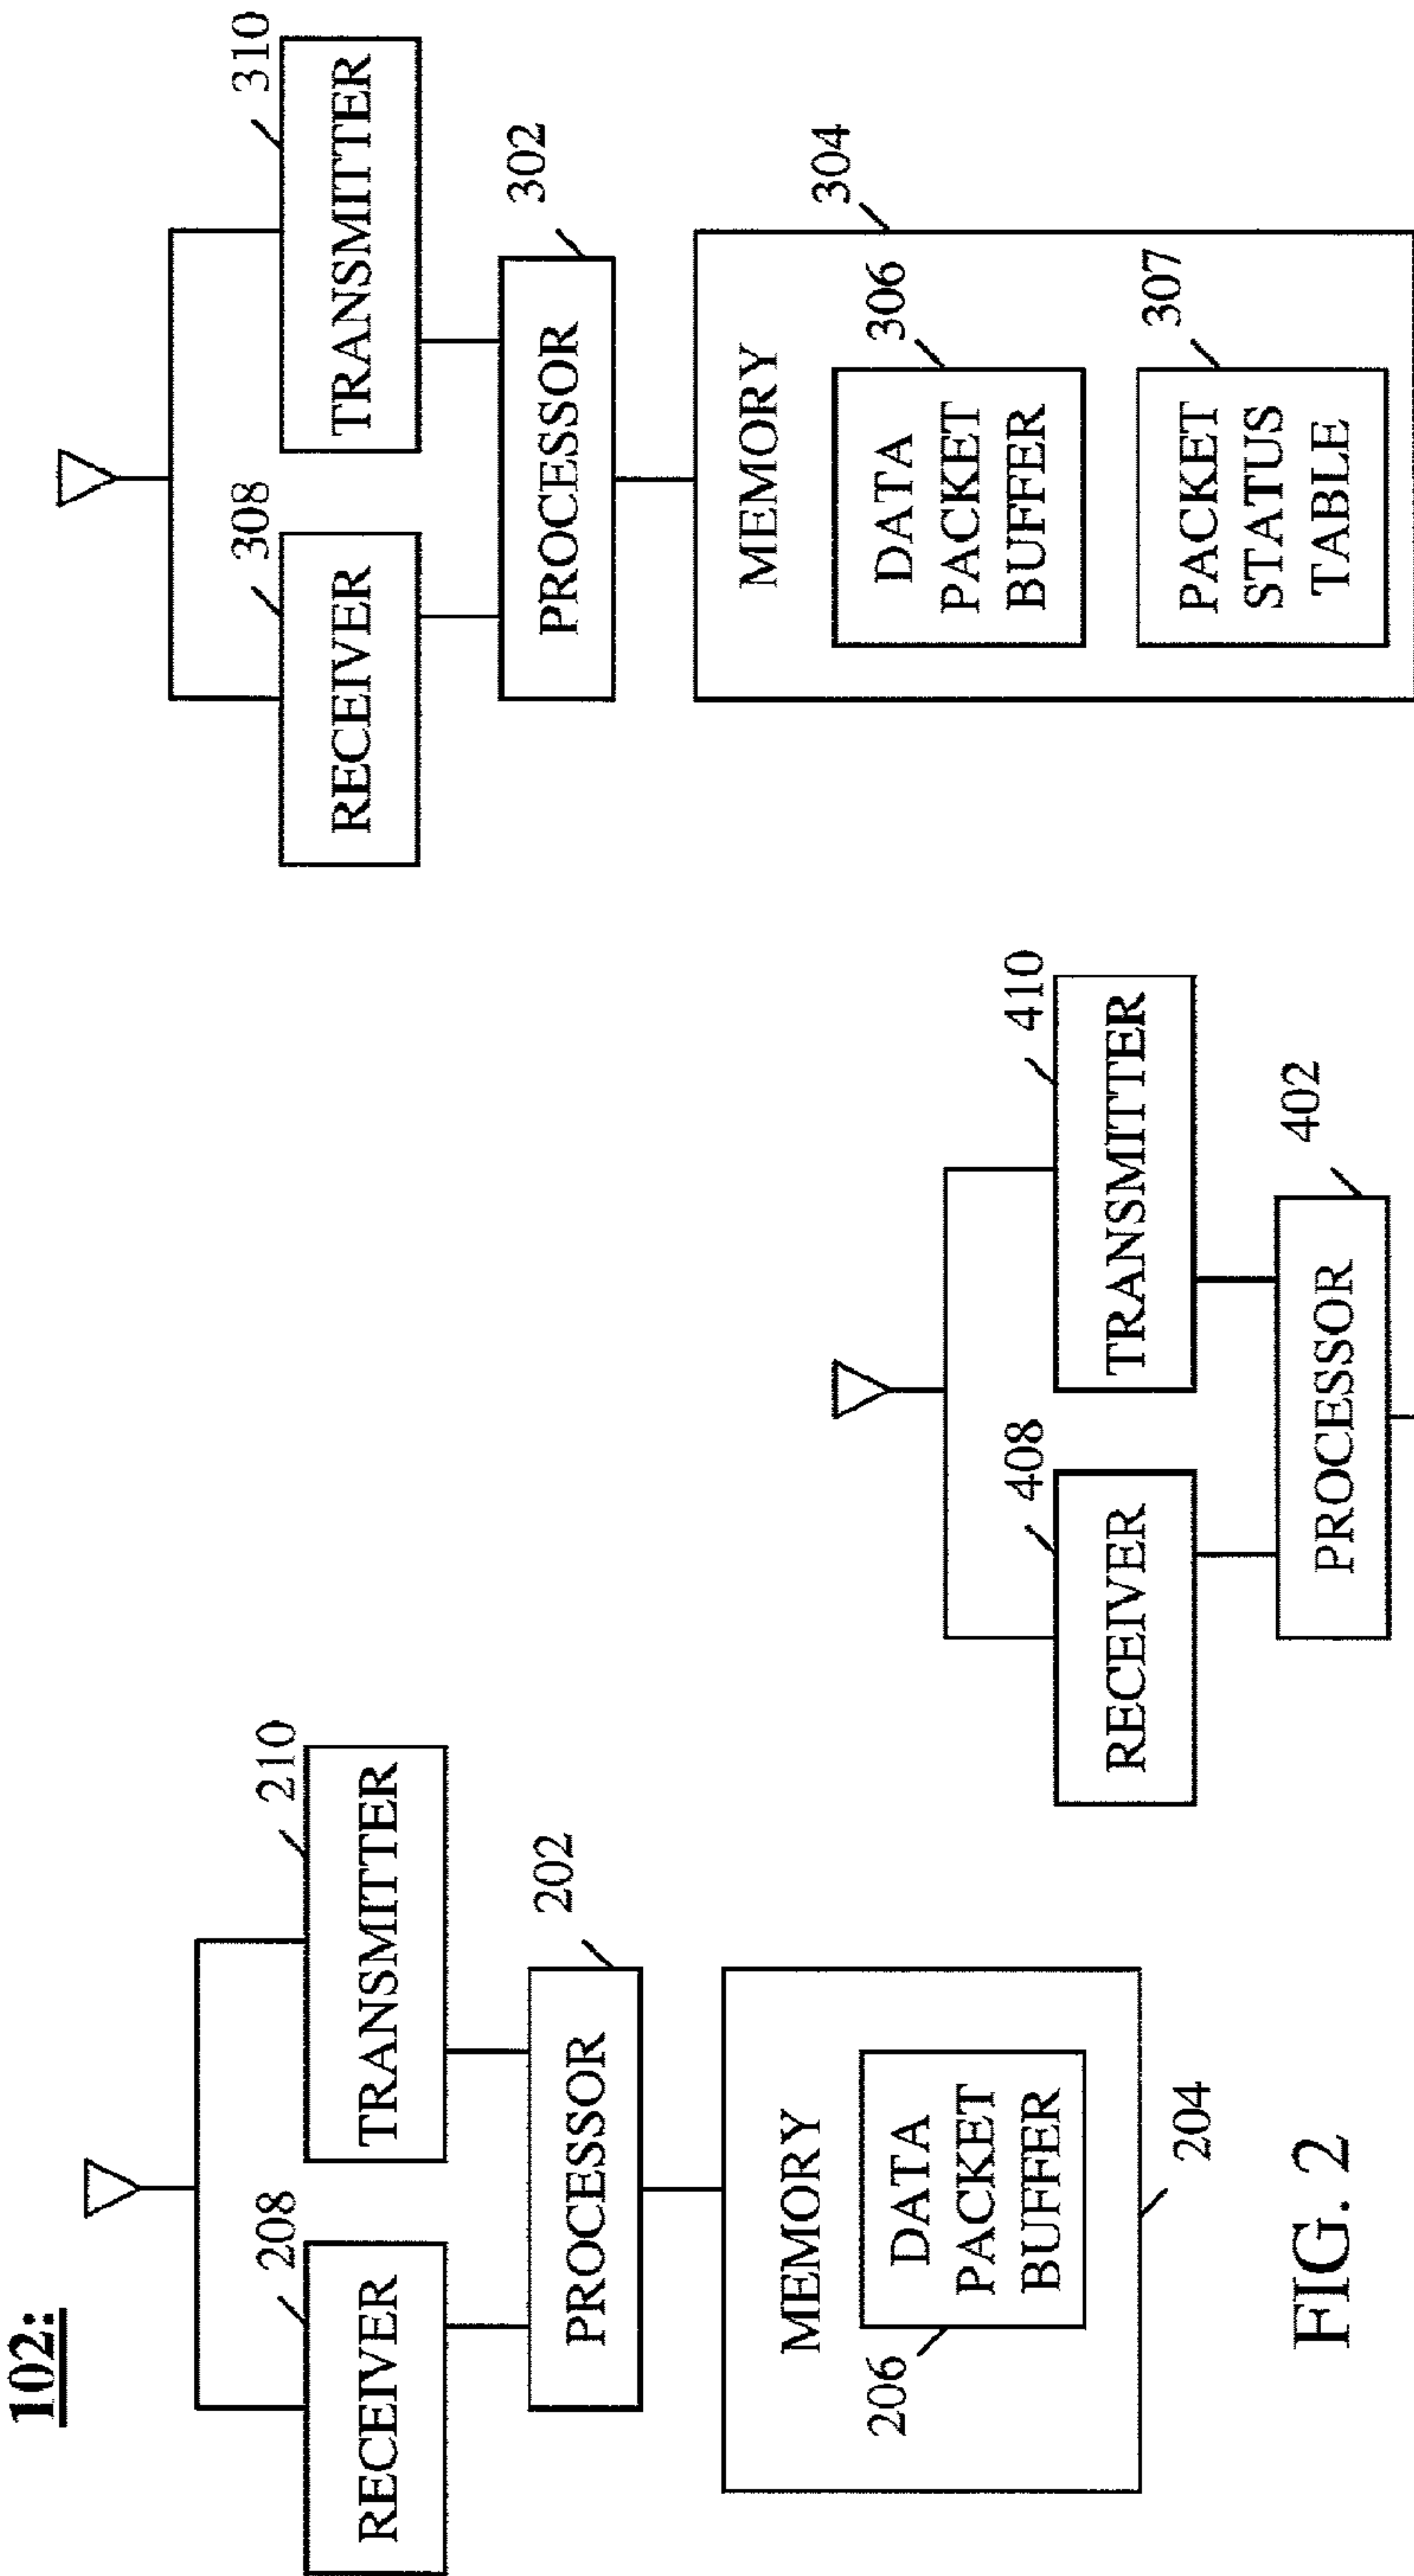 102:
208
210
RECEIVER
TRANSMITTER
202
PROCESSOR
MEMORY
206
DATA
PACKET
BUFFER
204
FIG. 2
308
310
RECEIVER
TRANSMITTER
302
PROCESSOR
304
MEMORY
306
DATA
PACKET
BUFFER
307
PACKET
STATUS
TABLE
408
410
RECEIVER
TRANSMITTER
402
PROCESSOR